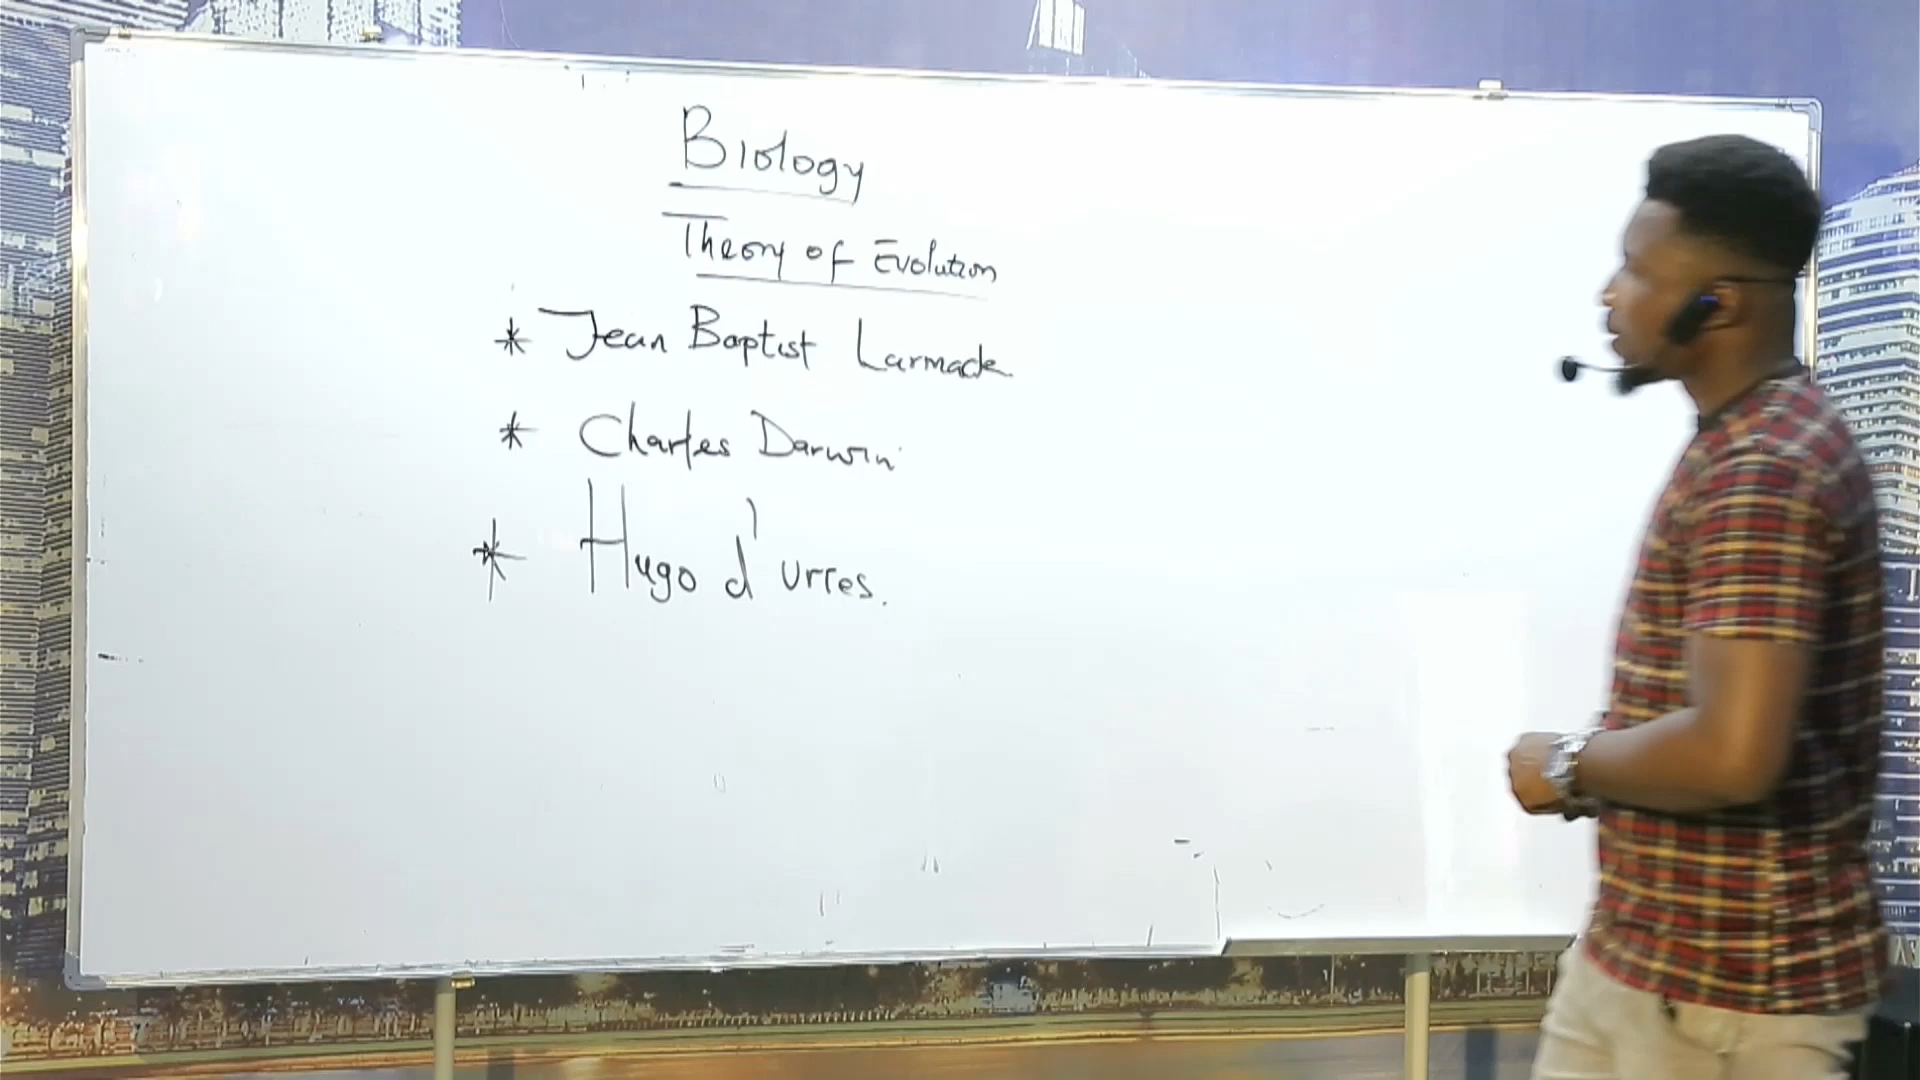 Biology
Theory of Evolution
* Jean Baptist Larmack
* Charles Darwin
* Hugo d'urres.